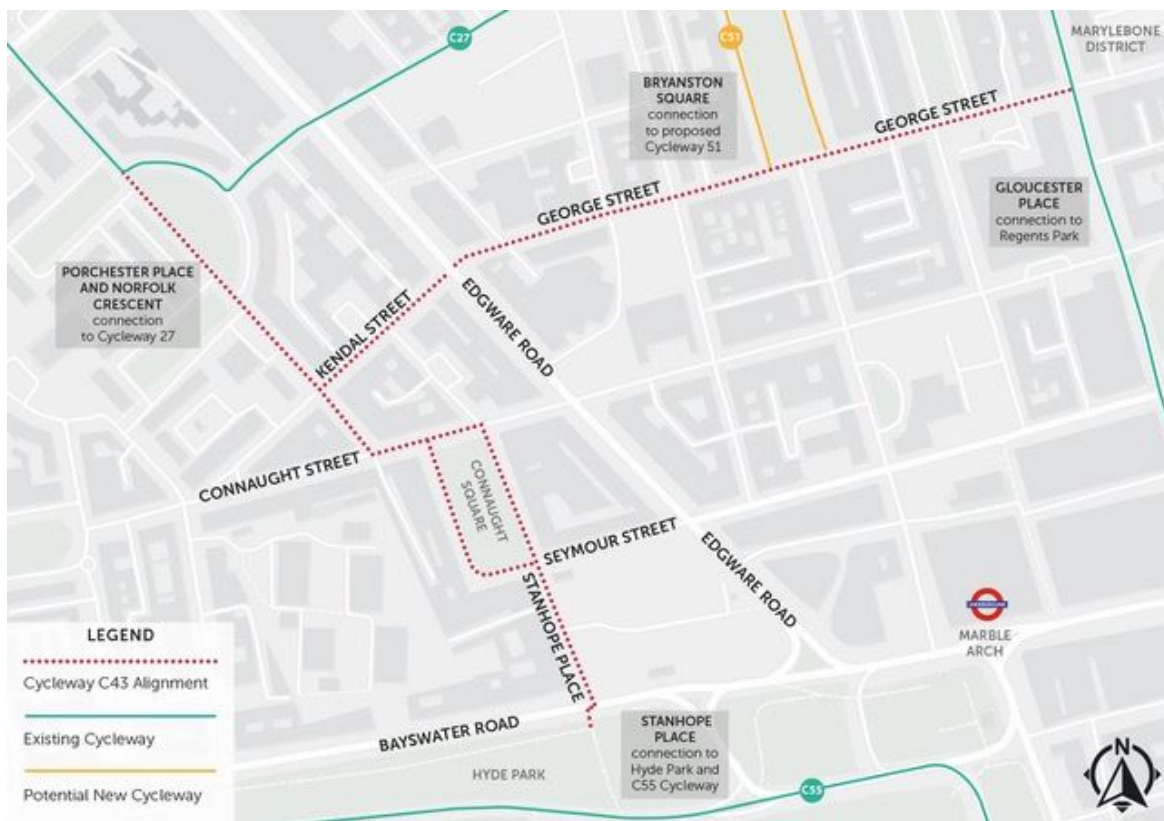 C27
C51
MARYLEBONE
DISTRICT
BRYANSTON
SQUARE
connection
to proposed
Cycleway 51
GEORGE STREET
GEORGE STREET
GLOUCESTER
PLACE
connection to
Regents Park
PORCHESTER PLACE
AND NORFOLK
CRESCENT
connection
to Cycleway 27
KENDAL STREET
EDGWARE ROAD
CONNAUGHT STREET
CONNAUGHT
SQUARE
SEYMOUR STREET
EDGWARE ROAD
STANHOPE PLACE
UNDERGROUND
MARBLE
ARCH
LEGEND
Cycleway C43 Alignment
Existing Cycleway
Potential New Cycleway
BAYSWATER ROAD
HYDE PARK
STANHOPE
PLACE
connection to
Hyde Park and
C55 Cycleway
C55
N